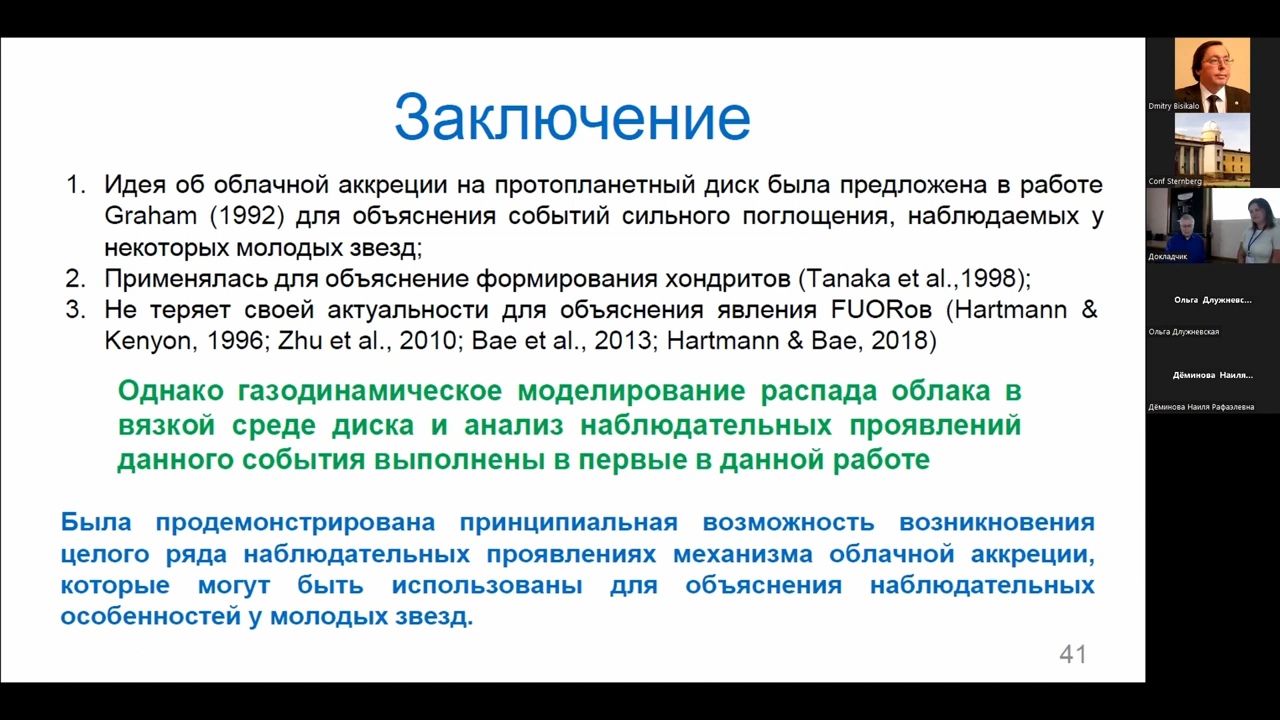 Заключение
1. Идея об облачной аккреции на протопланетный диск была предложена в работе
Graham (1992) для объяснения событий сильного поглощения, наблюдаемых у
некоторых молодых звезд;
2. Применялась для объяснение формирования хондритов (Tanaka et al.,1998);
3. Не теряет своей актуальности для объяснения явления FUORов (Hartmann &
Kenyon, 1996; Zhu et al., 2010; Bae et al., 2013; Hartmann & Bae, 2018)
Однако газодинамическое моделирование распада облака в
вязкой среде диска и анализ наблюдательных проявлений
данного события выполнены в первые в данной работе
Была продемонстрирована принципиальная возможность возникновения
целого ряда наблюдательных проявлениях механизма облачной аккреции,
которые могут быть использованы для объяснения наблюдательных
особенностей у молодых звезд.
41
Dmitry Bisikalo
Conf Sternberg
Докладчик
Ольга Длужневс...
Ольга Длужневская
Дёминова Наиля...
Дёминова Наиля Рафаэлевна